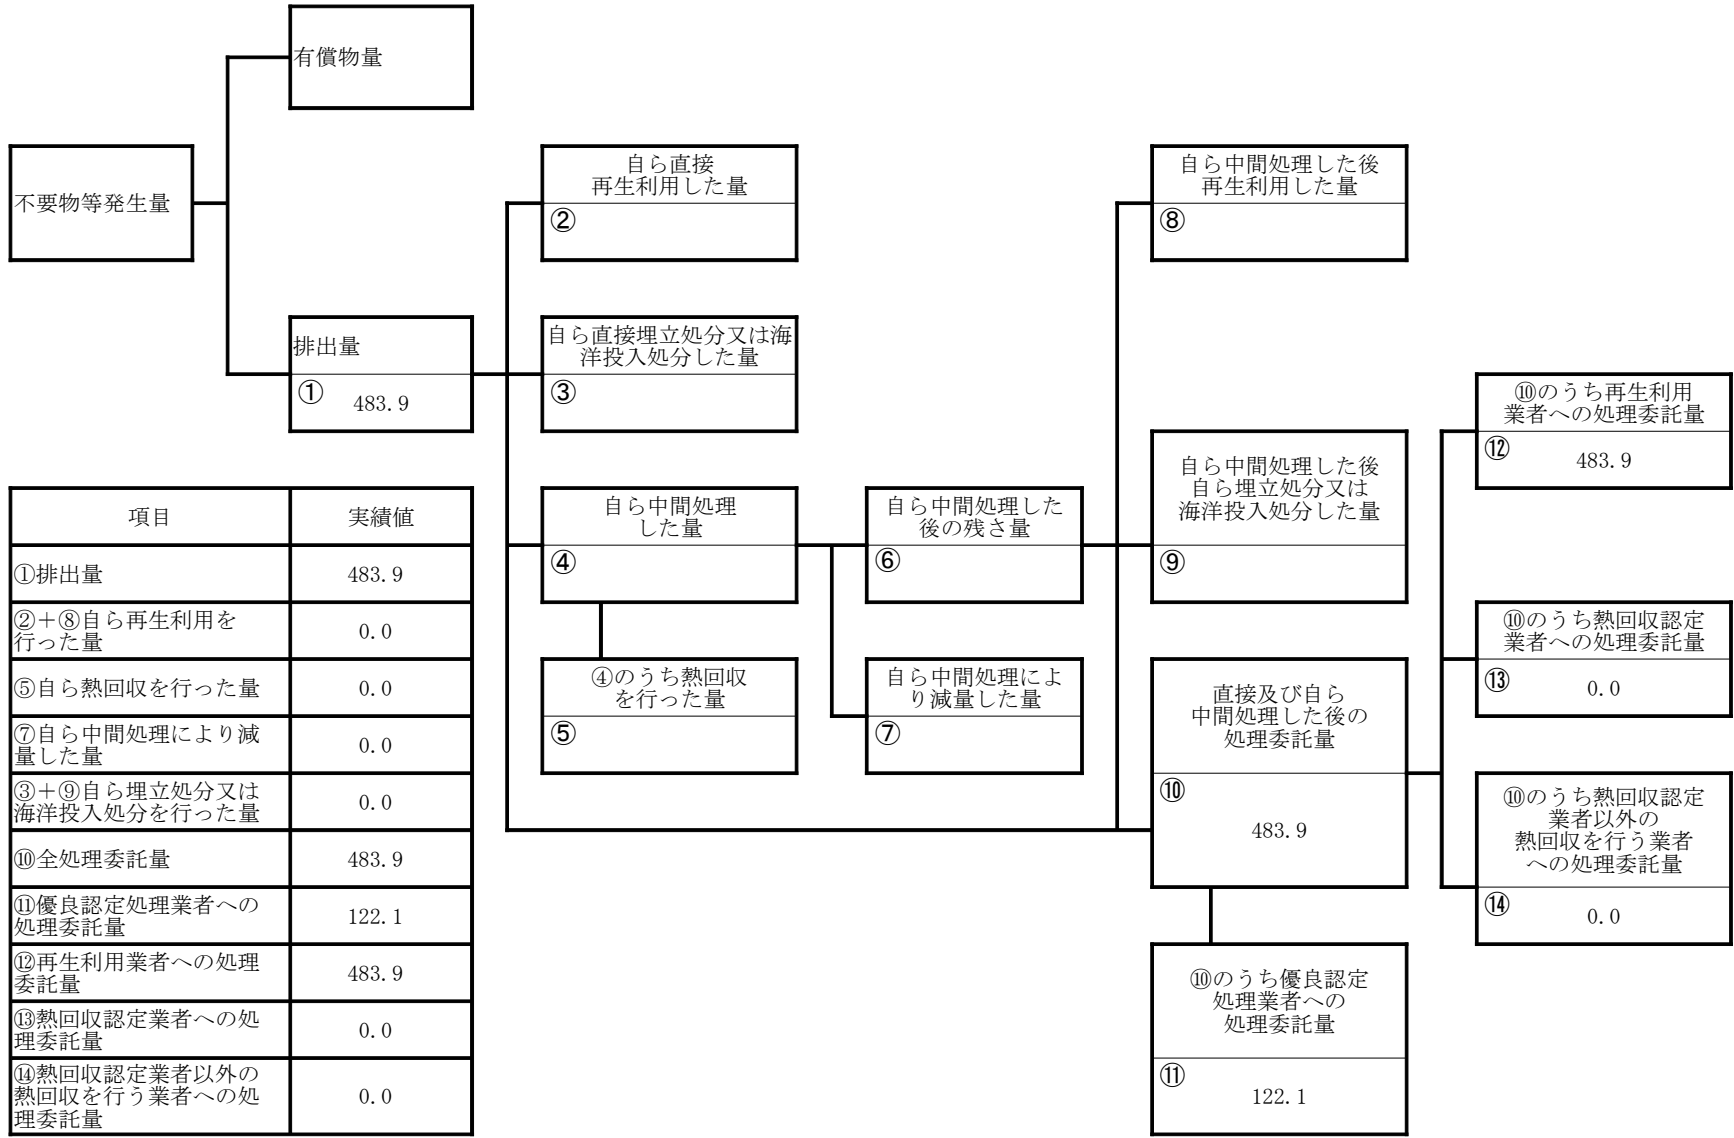 有償物量
不要物等発生量
自ら直接
再生利用した量
②
自ら中間処理した後
再生利用した量
⑧
排出量
① 483.9
自ら直接埋立処分又は海
洋投入処分した量
③
⑩のうち再生利用
業者への処理委託量
⑫ 483.9
自ら中間処理した後
自ら埋立処分又は
海洋投入処分した量
⑨
自ら中間処理
した量
④
自ら中間処理した
後の残さ量
⑥
⑩のうち熱回収認定
業者への処理委託量
⑬ 0.0
④のうち熱回収
を行った量
⑤
自ら中間処理によ
り減量した量
⑦
直接及び自ら
中間処理した後の
処理委託量
⑩
483.9
⑩のうち熱回収認定
業者以外の
熱回収を行う業者
への処理委託量
⑭ 0.0
⑩のうち優良認定
処理業者への
処理委託量
⑪
122.1
項目 実績値
①排出量 483.9
②＋⑧自ら再生利用を
行った量 0.0
⑤自ら熱回収を行った量 0.0
⑦自ら中間処理により減
量した量 0.0
③＋⑨自ら埋立処分又は
海洋投入処分を行った量 0.0
⑩全処理委託量 483.9
⑪優良認定処理業者への
処理委託量 122.1
⑫再生利用業者への処理
委託量 483.9
⑬熱回収認定業者への処
理委託量 0.0
⑭熱回収認定業者以外の
熱回収を行う業者への処
理委託量 0.0